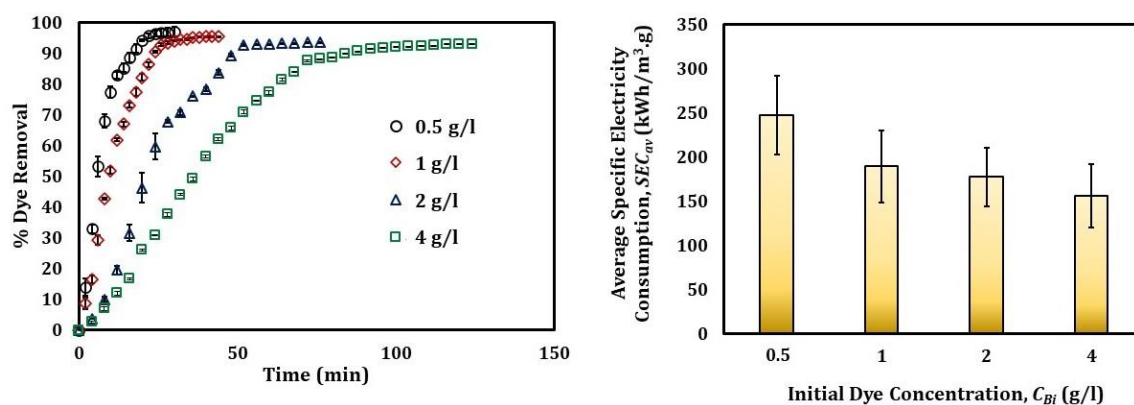 % Dye Removal
100
90
80
70
60
50
40
30
20
10
0
0.5 g/l
1 g/l
2 g/l
4 g/l
0 50 100 150
Time (min)
Average Specific Electricity
Consumption, SECav (kWh/m³.g)
350
300
250
200
150
100
50
0
0.5 1 2 4
Initial Dye Concentration, CBi (g/l)